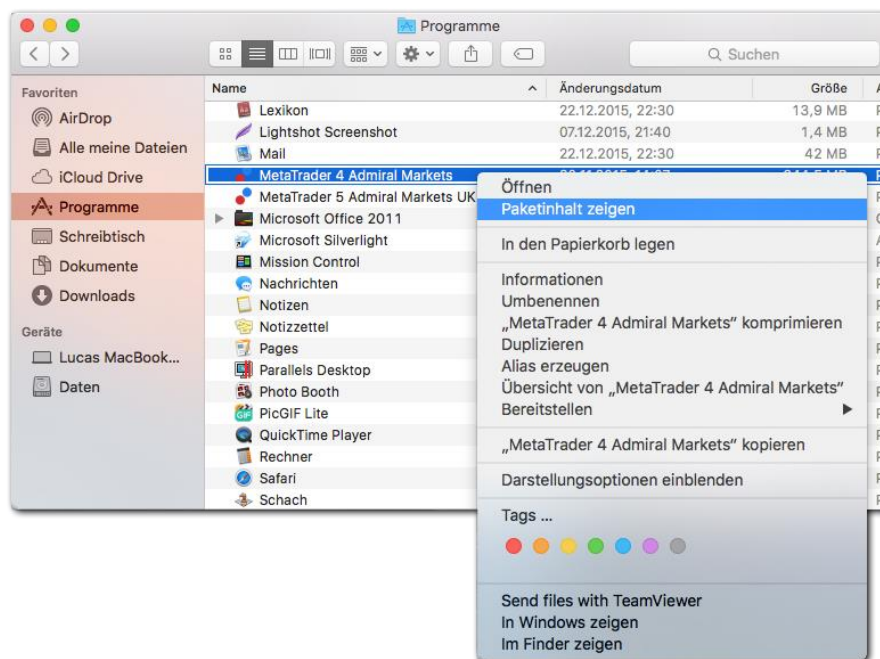 Programme
Suchen
Favoriten
AirDrop
Alle meine Dateien
iCloud Drive
Programme
Schreibtisch
Dokumente
Downloads
Geräte
Lucas MacBook...
Daten
Name Änderungsdatum Größe
Lexikon 22.12.2015, 22:30 13,9 MB
Lightshot Screenshot 07.12.2015, 21:40 1,4 MB
Mail 22.12.2015, 22:30 42 MB
MetaTrader 4 Admiral Markets
MetaTrader 5 Admiral Markets UK
Microsoft Office 2011
Microsoft Silverlight
Mission Control
Nachrichten
Notizen
Notizzettel
Pages
Parallels Desktop
Photo Booth
PicGIF Lite
QuickTime Player
Rechner
Safari
Schach
Öffnen
Paketinhalt zeigen
In den Papierkorb legen
Informationen
Umbenennen
„MetaTrader 4 Admiral Markets“ komprimieren
Duplizieren
Alias erzeugen
Übersicht von „MetaTrader 4 Admiral Markets“
Bereitstellen
„MetaTrader 4 Admiral Markets“ kopieren
Darstellungsoptionen einblenden
Tags ...
Send files with TeamViewer
In Windows zeigen
Im Finder zeigen